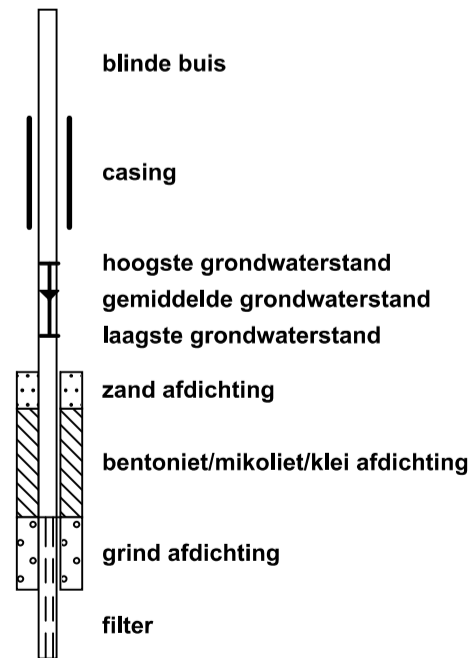 blinde buis
casing
hoogste grondwaterstand
gemiddelde grondwaterstand
laagste grondwaterstand
zand afdichting
bentoniet/mikoliet/klei afdichting
grind afdichting
filter